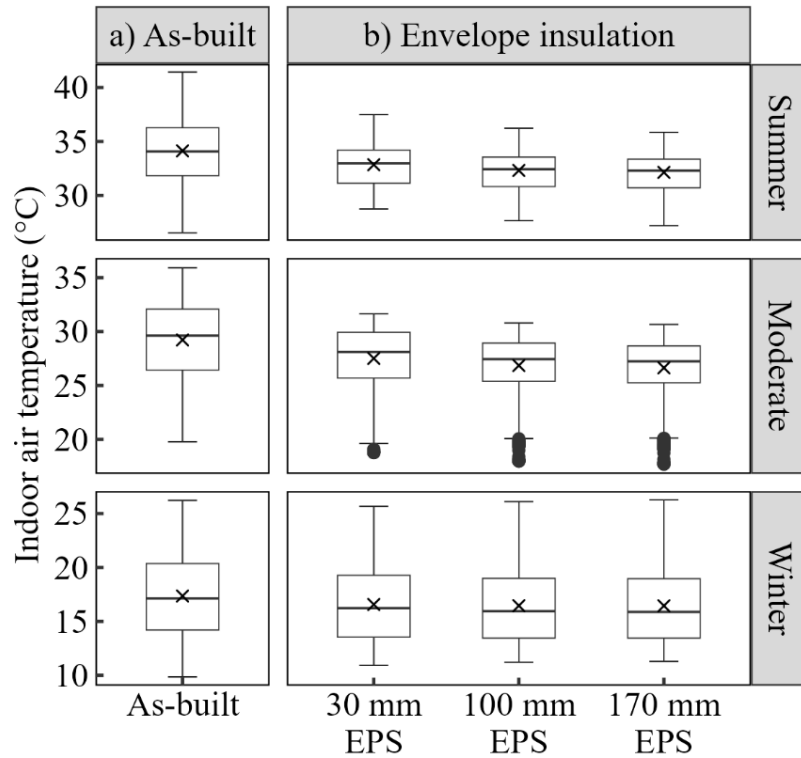 a) As-built
b) Envelope insulation
Indoor air temperature (°C)
40
35
30
Summer
35
30
25
20
Moderate
25
20
15
10
Winter
As-built
30 mm
EPS
100 mm
EPS
170 mm
EPS